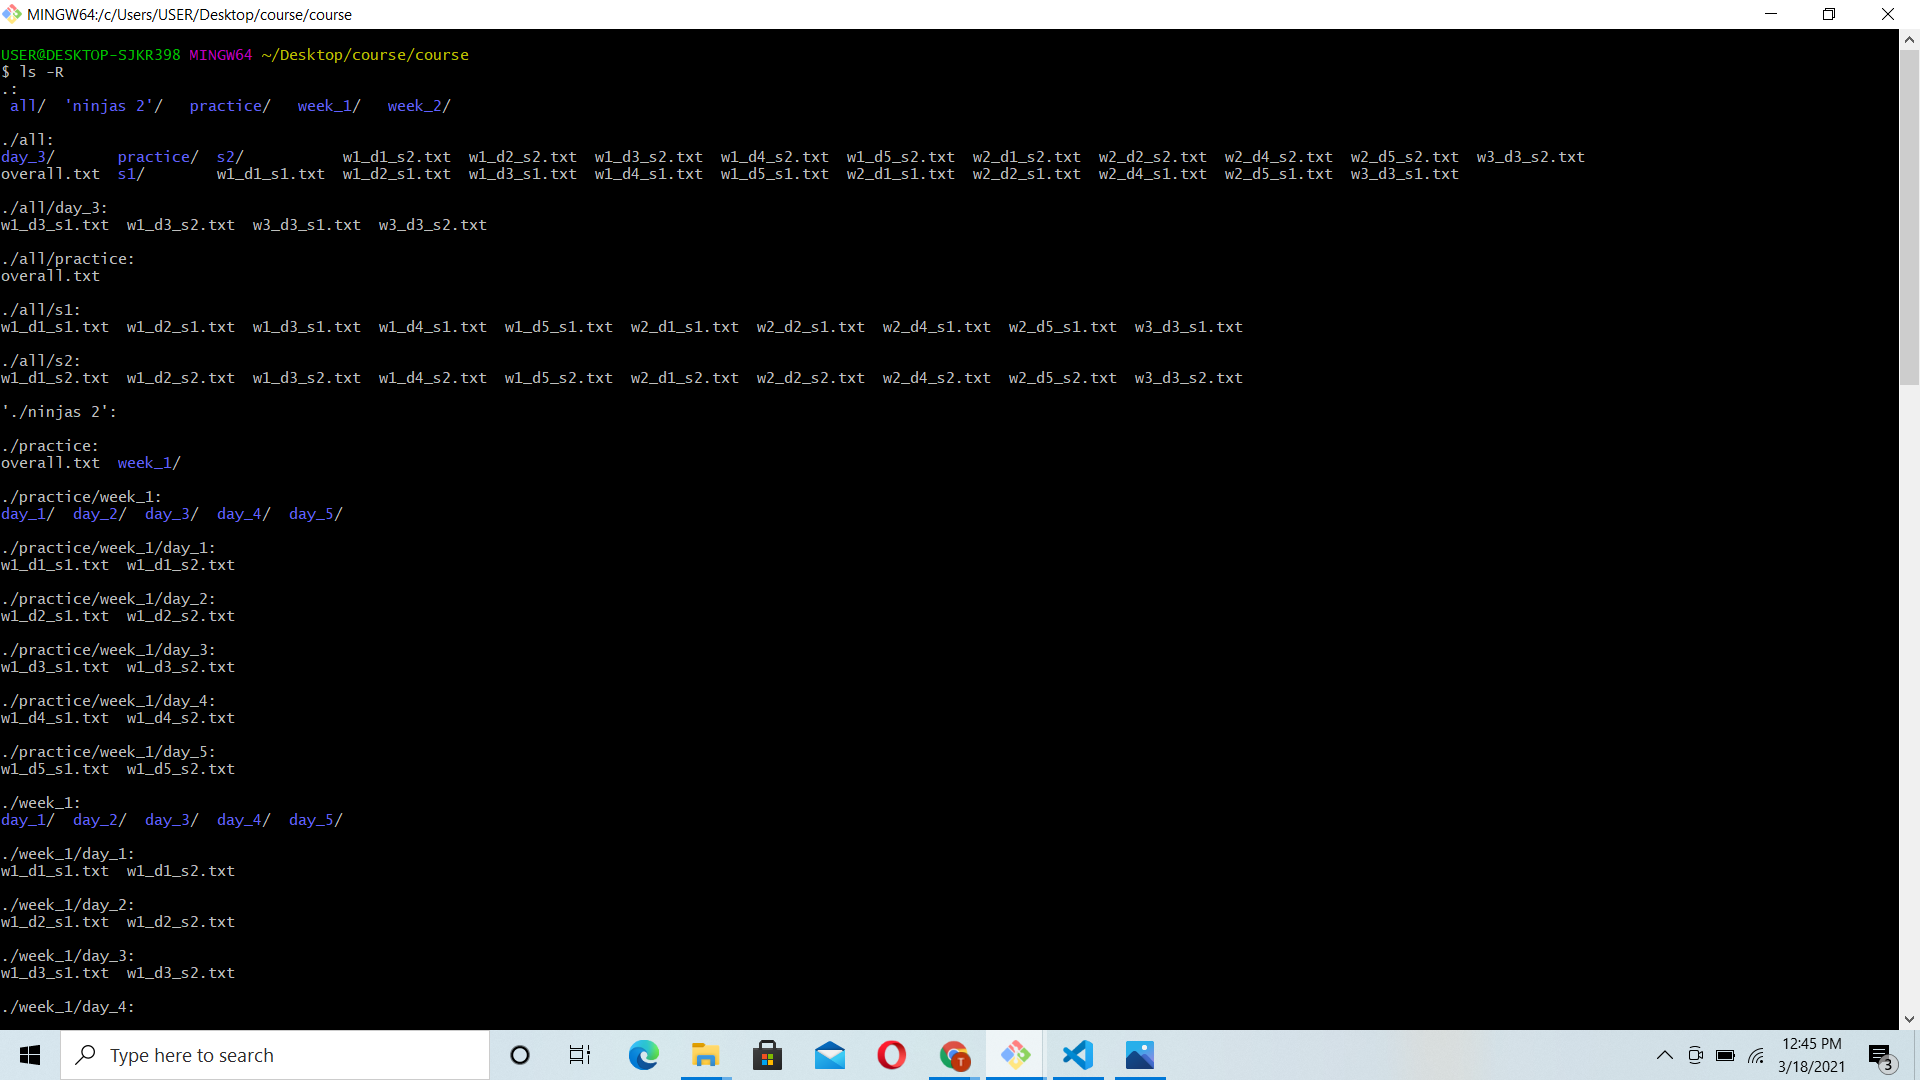 MINGW64:/c/Users/USER/Desktop/course/course
USER@DESKTOP-SJKR398 MINGW64 ~/Desktop/course/course
$ ls -R
.:
 all/  'ninjas 2'/   practice/   week_1/   week_2/
./all:
day_3/       practice/  s2/           w1_d1_s2.txt  w1_d2_s2.txt  w1_d3_s2.txt  w1_d4_s2.txt  w1_d5_s2.txt  w2_d1_s2.txt  w2_d2_s2.txt  w2_d4_s2.txt  w2_d5_s2.txt  w3_d3_s2.txt
overall.txt  s1/        w1_d1_s1.txt  w1_d2_s1.txt  w1_d3_s1.txt  w1_d4_s1.txt  w1_d5_s1.txt  w2_d1_s1.txt  w2_d2_s1.txt  w2_d4_s1.txt  w2_d5_s1.txt  w3_d3_s1.txt
./all/day_3:
w1_d3_s1.txt  w1_d3_s2.txt  w3_d3_s1.txt  w3_d3_s2.txt
./all/practice:
overall.txt
./all/s1:
w1_d1_s1.txt  w1_d2_s1.txt  w1_d3_s1.txt  w1_d4_s1.txt  w1_d5_s1.txt  w2_d1_s1.txt  w2_d2_s1.txt  w2_d4_s1.txt  w2_d5_s1.txt  w3_d3_s1.txt
./all/s2:
w1_d1_s2.txt  w1_d2_s2.txt  w1_d3_s2.txt  w1_d4_s2.txt  w1_d5_s2.txt  w2_d1_s2.txt  w2_d2_s2.txt  w2_d4_s2.txt  w2_d5_s2.txt  w3_d3_s2.txt
'./ninjas 2':
./practice:
overall.txt  week_1/
./practice/week_1:
day_1/  day_2/  day_3/  day_4/  day_5/
./practice/week_1/day_1:
w1_d1_s1.txt  w1_d1_s2.txt
./practice/week_1/day_2:
w1_d2_s1.txt  w1_d2_s2.txt
./practice/week_1/day_3:
w1_d3_s1.txt  w1_d3_s2.txt
./practice/week_1/day_4:
w1_d4_s1.txt  w1_d4_s2.txt
./practice/week_1/day_5:
w1_d5_s1.txt  w1_d5_s2.txt
./week_1:
day_1/  day_2/  day_3/  day_4/  day_5/
./week_1/day_1:
w1_d1_s1.txt  w1_d1_s2.txt
./week_1/day_2:
w1_d2_s1.txt  w1_d2_s2.txt
./week_1/day_3:
w1_d3_s1.txt  w1_d3_s2.txt
./week_1/day_4:
Type here to search
T
12:45 PM
3/18/2021
3